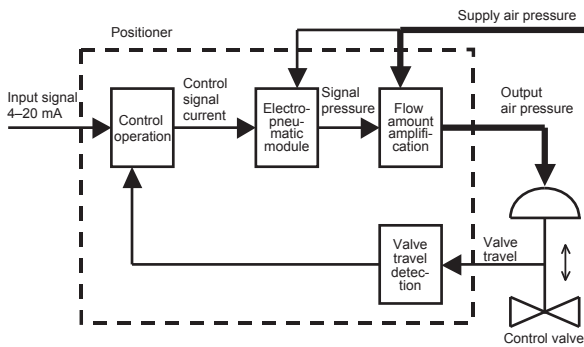 Supply air pressure
Positioner
Input signal
4–20 mA
Control
operation
Control
signal
current
Electro-
pneu-
matic
module
Signal
pressure
Flow
amount
amplifi-
cation
Output
air pressure
Valve
travel
detec-
tion
Valve
travel
Control valve